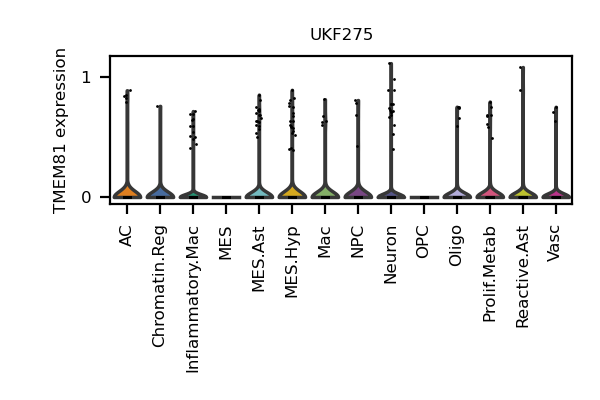 UKF275
TMEM81 expression
1
0
AC
Chromatin.Reg
Inflammatory.Mac
MES
MES.Ast
MES.Hyp
Mac
NPC
Neuron
OPC
Oligo
Prolif.Metab
Reactive.Ast
Vasc